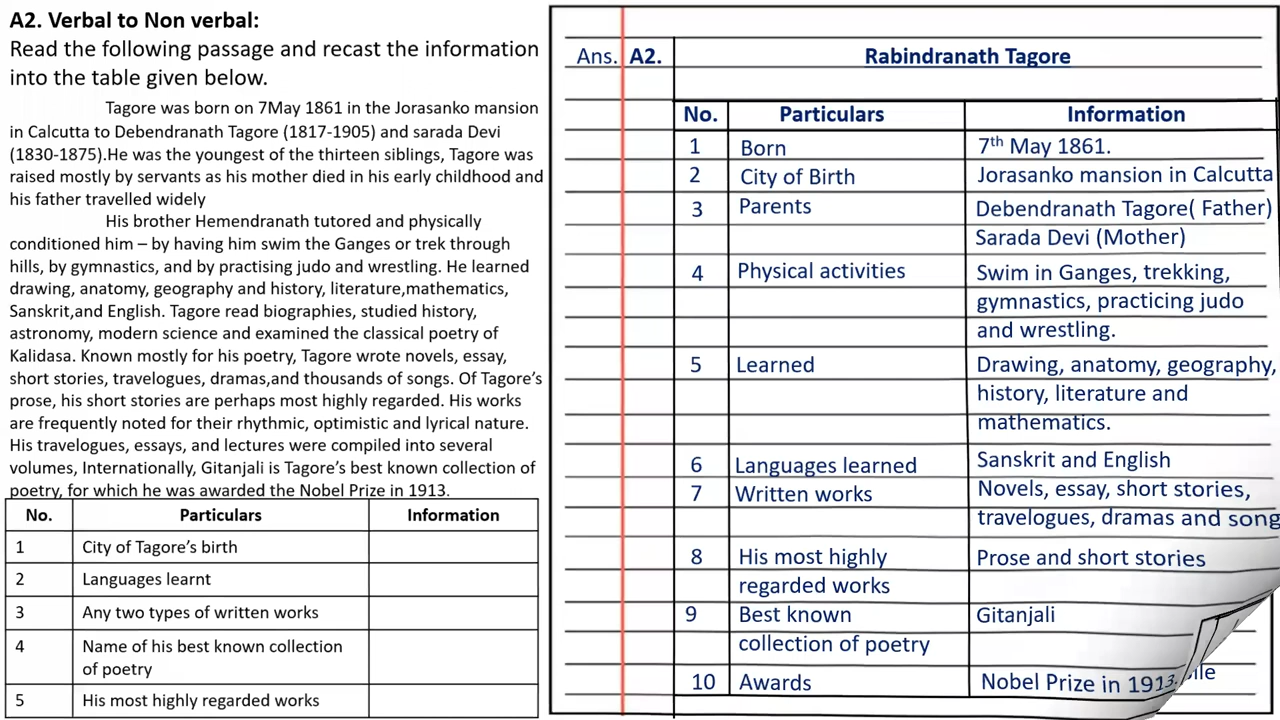 A2. Verbal to Non verbal:
Read the following passage and recast the information
into the table given below.
Tagore was born on 7May 1861 in the Jorasanko mansion
in Calcutta to Debendranath Tagore (1817-1905) and sarada Devi
(1830-1875).He was the youngest of the thirteen siblings, Tagore was
raised mostly by servants as his mother died in his early childhood and
his father travelled widely
His brother Hemendranath tutored and physically
conditioned him – by having him swim the Ganges or trek through
hills, by gymnastics, and by practising judo and wrestling. He learned
drawing, anatomy, geography and history, literature,mathematics,
Sanskrit,and English. Tagore read biographies, studied history,
astronomy, modern science and examined the classical poetry of
Kalidasa. Known mostly for his poetry, Tagore wrote novels, essay,
short stories, travelogues, dramas,and thousands of songs. Of Tagore's
prose, his short stories are perhaps most highly regarded. His works
are frequently noted for their rhythmic, optimistic and lyrical nature.
His travelogues, essays, and lectures were compiled into several
volumes, Internationally, Gitanjali is Tagore's best known collection of
poetry, for which he was awarded the Nobel Prize in 1913.
No. Particulars Information
1 City of Tagore's birth
2 Languages learnt
3 Any two types of written works
4 Name of his best known collection
of poetry
5 His most highly regarded works
Ans. A2. Rabindranath Tagore
No. Particulars Information
1 Born 7th May 1861.
2 City of Birth Jorasanko mansion in Calcutta
3 Parents Debendranath Tagore( Father)
Sarada Devi (Mother)
4 Physical activities Swim in Ganges, trekking,
gymnastics, practicing judo
and wrestling.
5 Learned Drawing, anatomy, geography,
history, literature and
mathematics.
6 Languages learned Sanskrit and English
7 Written works Novels, essay, short stories,
travelogues, dramas and song
8 His most highly Prose and short stories
regarded works
9 Best known Gitanjali
collection of poetry
10 Awards Nobel Prize in 1913.